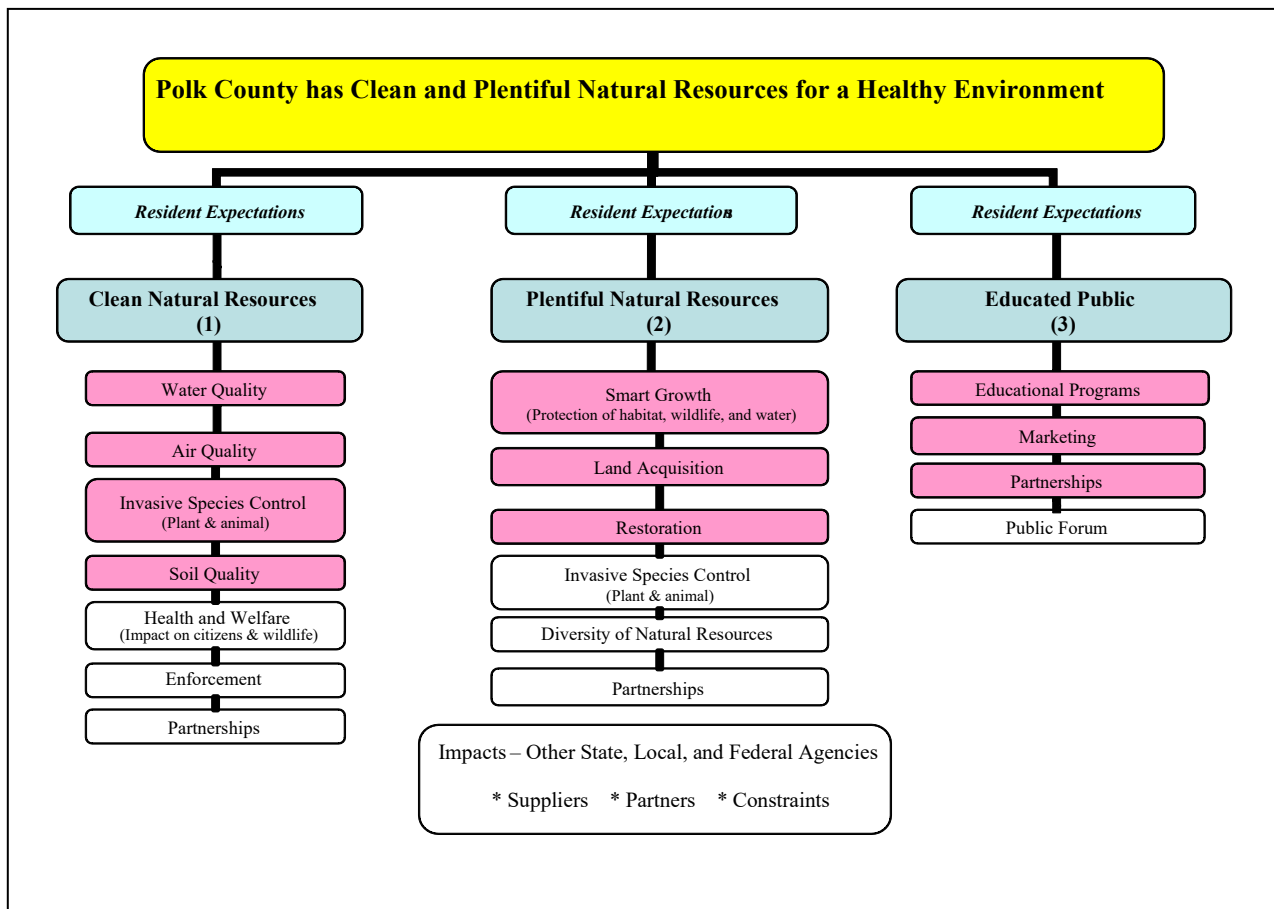 Polk County has Clean and Plentiful Natural Resources for a Healthy Environment
Resident Expectations
Resident Expectations
Resident Expectations
Clean Natural Resources
(1)
Plentiful Natural Resources
(2)
Educated Public
(3)
Water Quality
Air Quality
Invasive Species Control
(Plant & animal)
Soil Quality
Health and Welfare
(Impact on citizens & wildlife)
Enforcement
Partnerships
Smart Growth
(Protection of habitat, wildlife, and water)
Land Acquisition
Restoration
Invasive Species Control
(Plant & animal)
Diversity of Natural Resources
Partnerships
Educational Programs
Marketing
Partnerships
Public Forum
Impacts – Other State, Local, and Federal Agencies
* Suppliers * Partners * Constraints